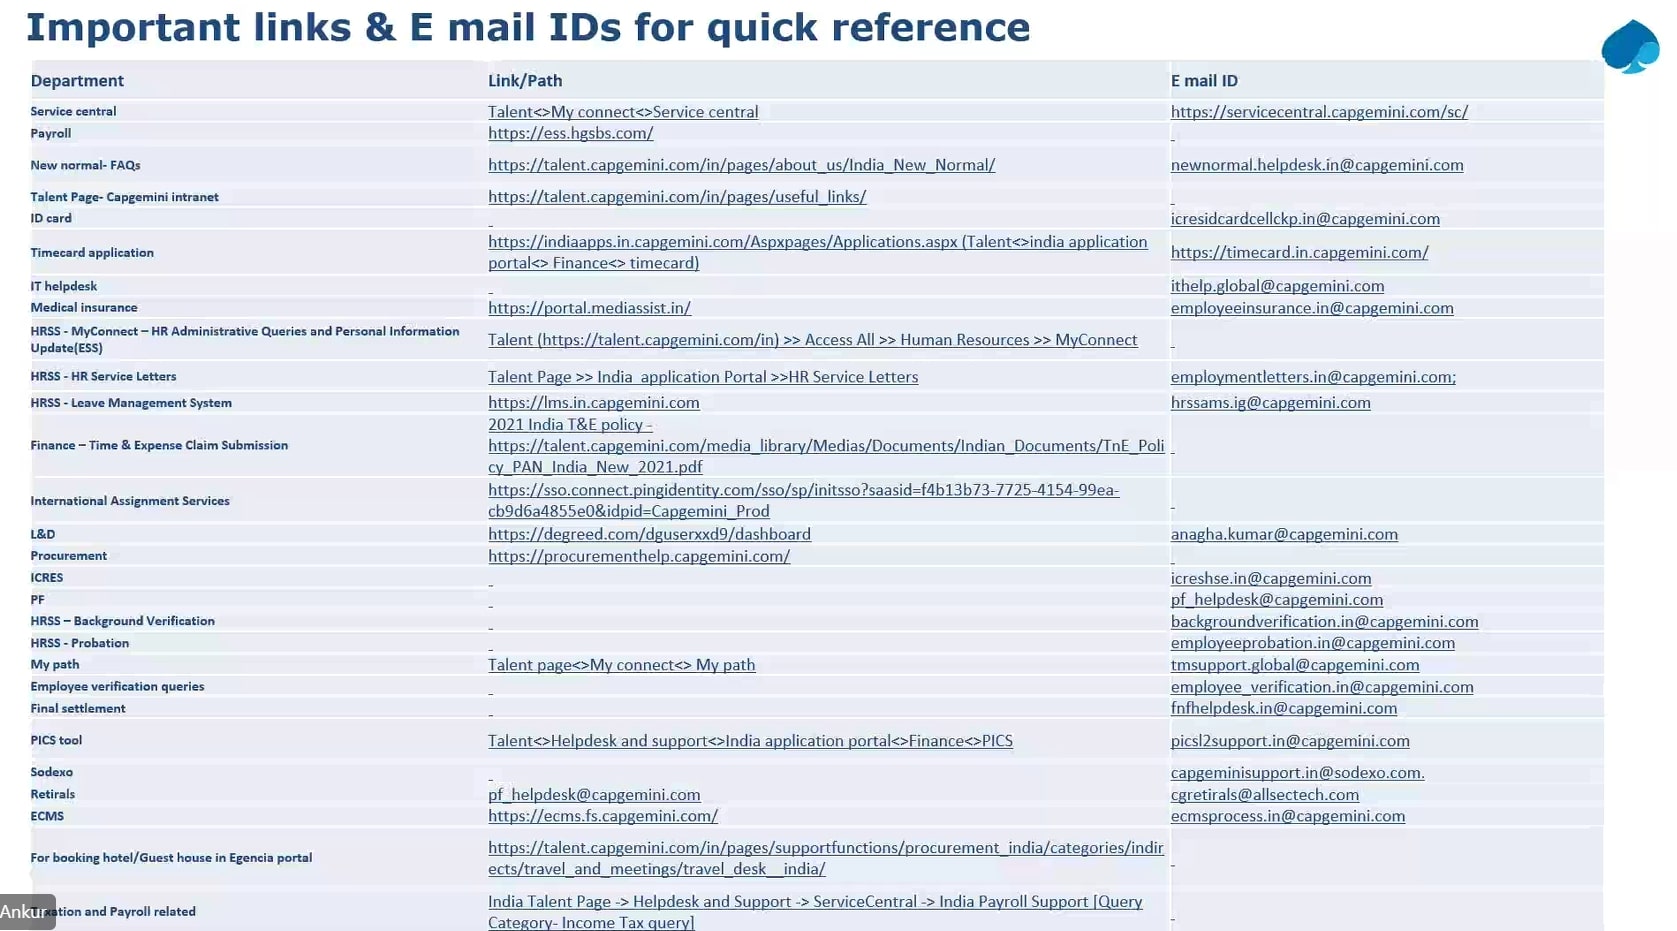 Important links & E mail IDs for quick reference
Department Link/Path E mail ID
Service central Talent<>My connect<>Service central https://servicecentral.capgemini.com/sc/
Payroll https://ess.hgsbs.com/
New normal- FAQs https://talent.capgemini.com/in/pages/about_us/India_New_Normal/ newnormal.helpdesk.in@capgemini.com
Talent Page- Capgemini intranet https://talent.capgemini.com/in/pages/useful_links/
ID card icresidcardcellckp.in@capgemini.com
Timecard application https://indiaapps.in.capgemini.com/Aspxpages/Applications.aspx (Talent<>india application
portal<> Finance<> timecard) https://timecard.in.capgemini.com/
IT helpdesk ithelp.global@capgemini.com
Medical insurance https://portal.mediassist.in/ employeeinsurance.in@capgemini.com
HRSS - MyConnect – HR Administrative Queries and Personal Information
Update(ESS) Talent (https://talent.capgemini.com/in) >> Access All >> Human Resources >> MyConnect
HRSS - HR Service Letters Talent Page >> India application Portal >>HR Service Letters employmentletters.in@capgemini.com;
HRSS - Leave Management System https://lms.in.capgemini.com hrssams.ig@capgemini.com
2021 India T&E policy -
Finance – Time & Expense Claim Submission https://talent.capgemini.com/media_library/Medias/Documents/Indian_Documents/TnE_Poli
cy_PAN_India_New_2021.pdf
International Assignment Services https://sso.connect.pingidentity.com/sso/sp/initsso?saasid=f4b13b73-7725-4154-99ea-
cb9d6a4855e0&idpid=Capgemini_Prod
L&D https://degreed.com/dguserxxd9/dashboard anagha.kumar@capgemini.com
Procurement https://procurementhelp.capgemini.com/
ICRES icreshse.in@capgemini.com
PF pf_helpdesk@capgemini.com
HRSS – Background Verification backgroundverification.in@capgemini.com
HRSS - Probation employeeprobation.in@capgemini.com
My path Talent page<>My connect<> My path tmsupport.global@capgemini.com
Employee verification queries employee_verification.in@capgemini.com
Final settlement fnfhelpdesk.in@capgemini.com
PICS tool Talent<>Helpdesk and support<>India application portal<>Finance<>PICS picsl2support.in@capgemini.com
Sodexo capgeminisupport.in@sodexo.com.
Retirals pf_helpdesk@capgemini.com cgretirals@allsectech.com
ECMS https://ecms.fs.capgemini.com/ ecmsprocess.in@capgemini.com
For booking hotel/Guest house in Egencia portal https://talent.capgemini.com/in/pages/supportfunctions/procurement_india/categories/indir
ects/travel_and_meetings/travel_desk__india/
Ankur xation and Payroll related India Talent Page -> Helpdesk and Support -> ServiceCentral -> India Payroll Support [Query
Category- Income Tax query]